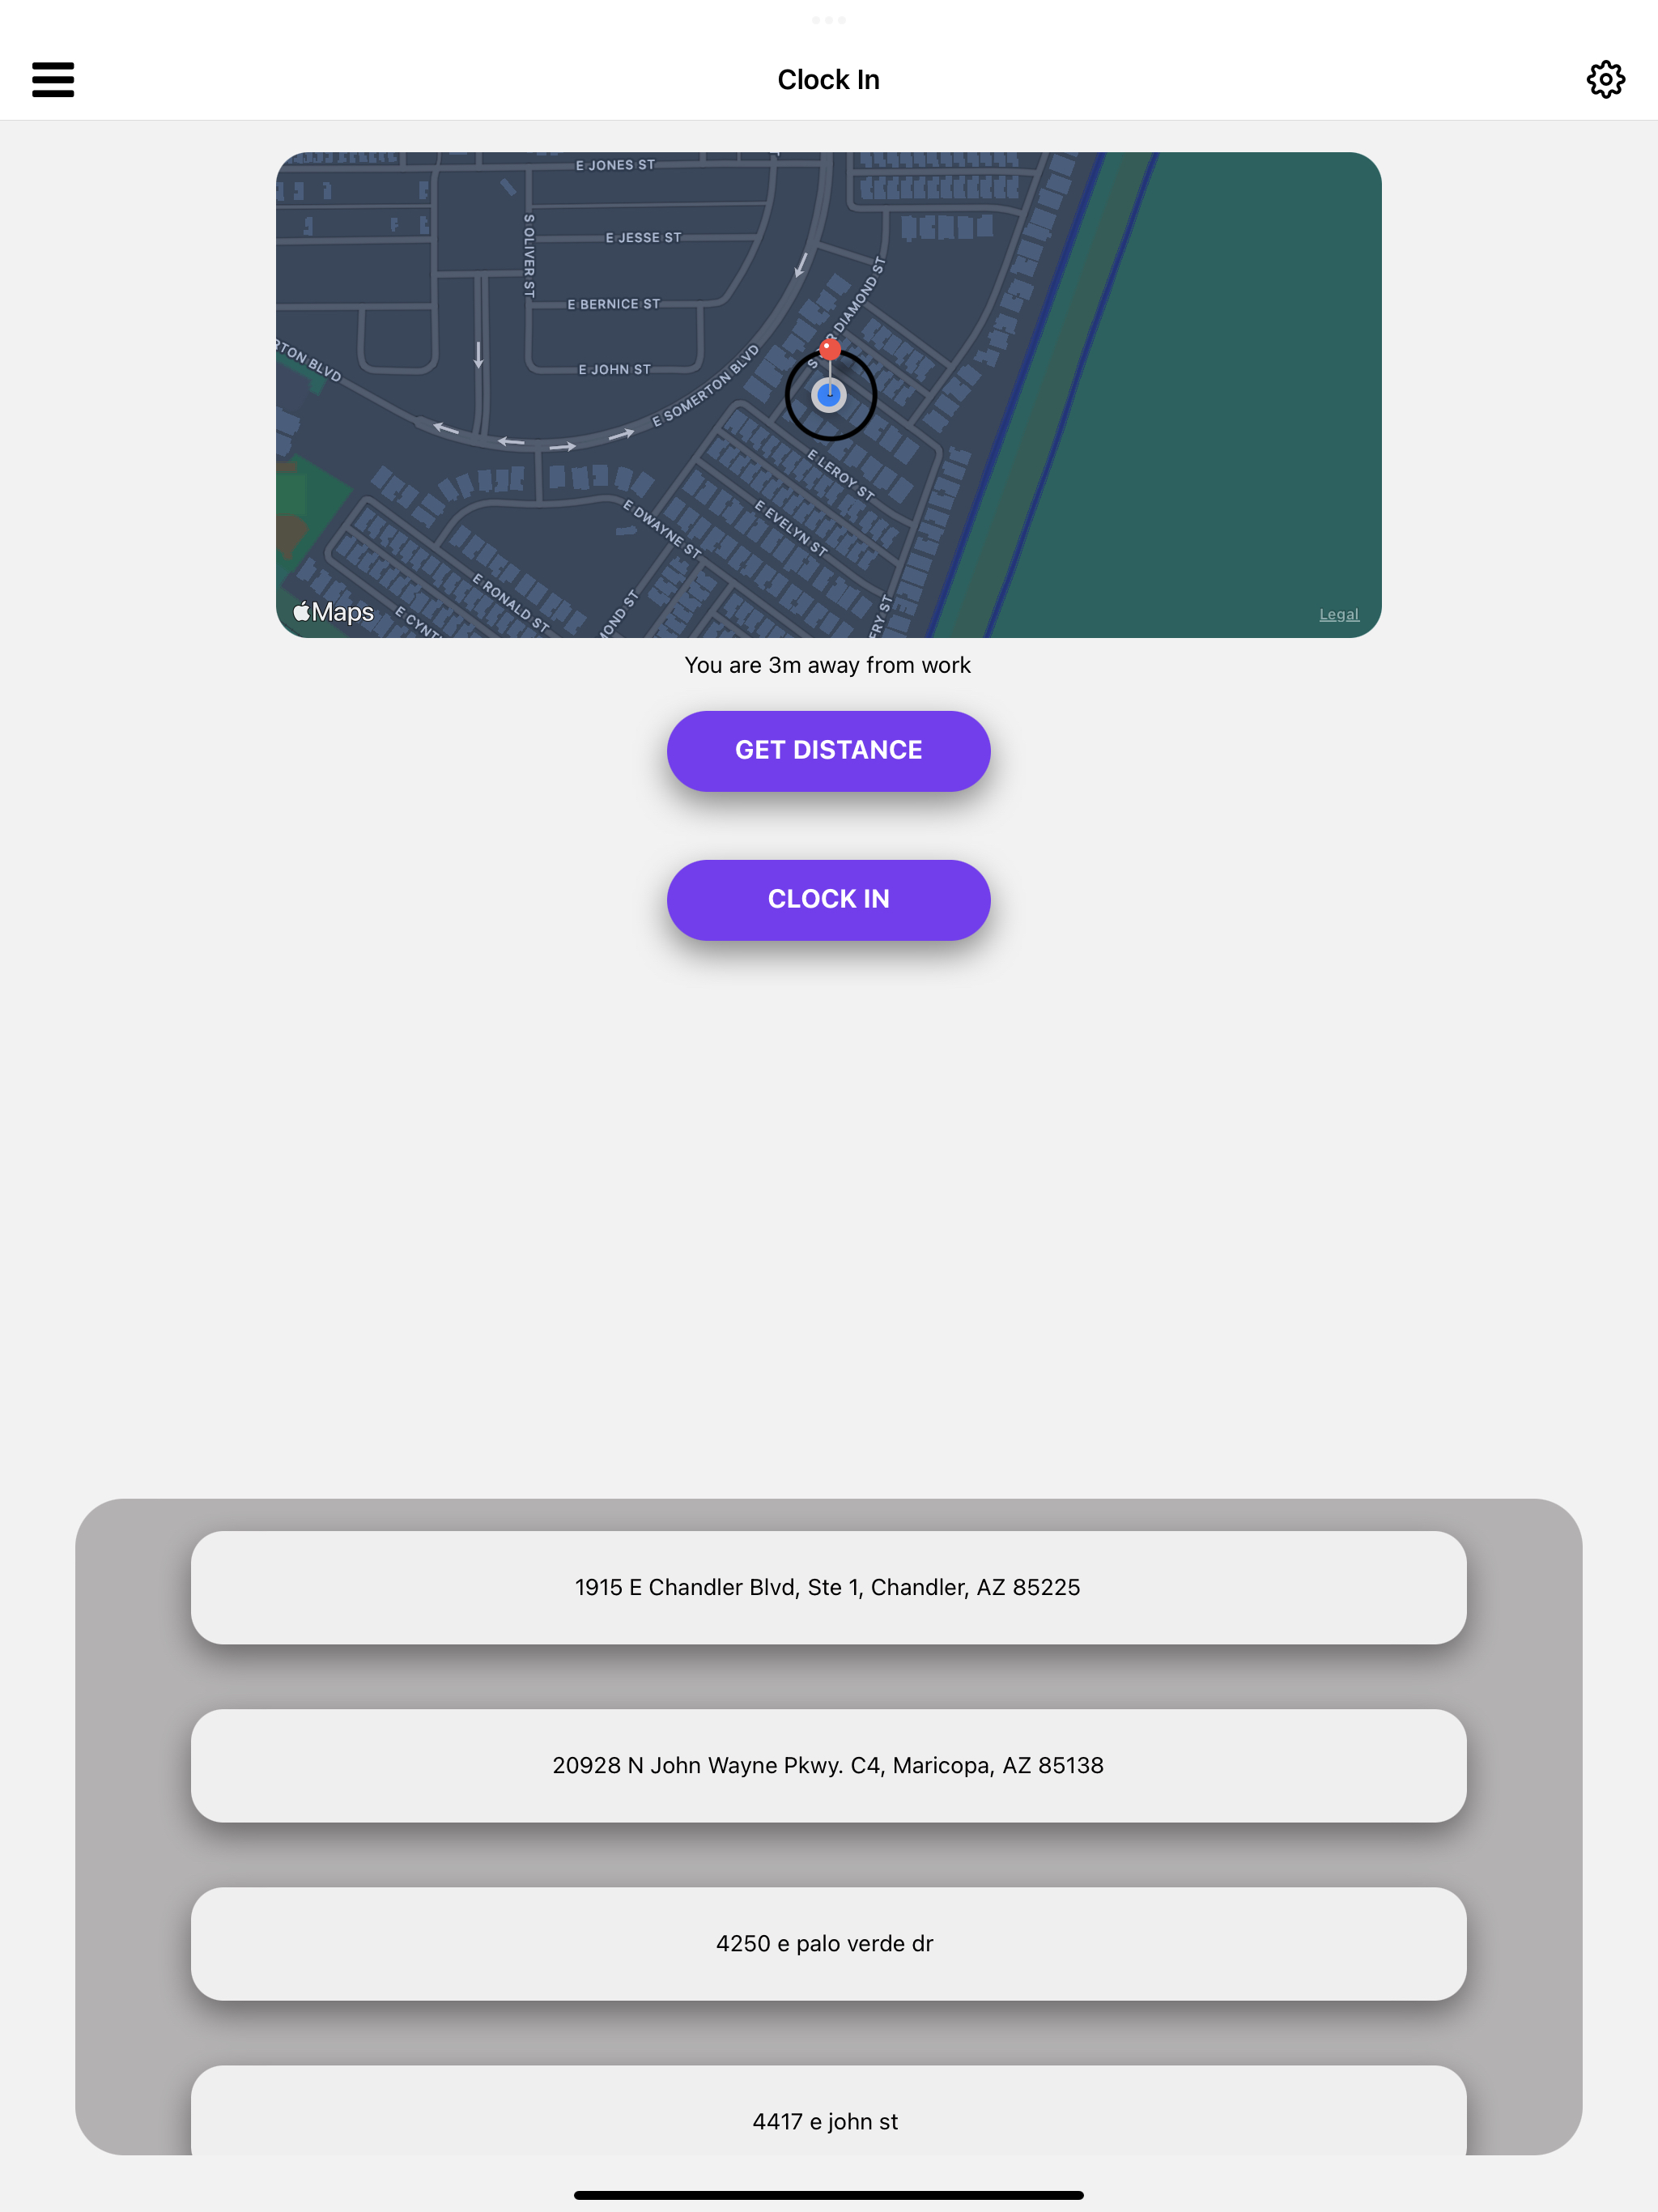 Clock In
E JONES ST
S OLIVER ST
E JESSE ST
E BERNICE ST
DIAMOND ST
E JOHN ST
E SOMERTON BLVD
RTON BLVD
E LEROY ST
E EVELYN ST
E DWAYNE ST
E RONALD ST
E CYNT
MOND ST
FRY ST
Maps
Legal
You are 3m away from work
GET DISTANCE
CLOCK IN
1915 E Chandler Blvd, Ste 1, Chandler, AZ 85225
20928 N John Wayne Pkwy. C4, Maricopa, AZ 85138
4250 e palo verde dr
4417 e john st